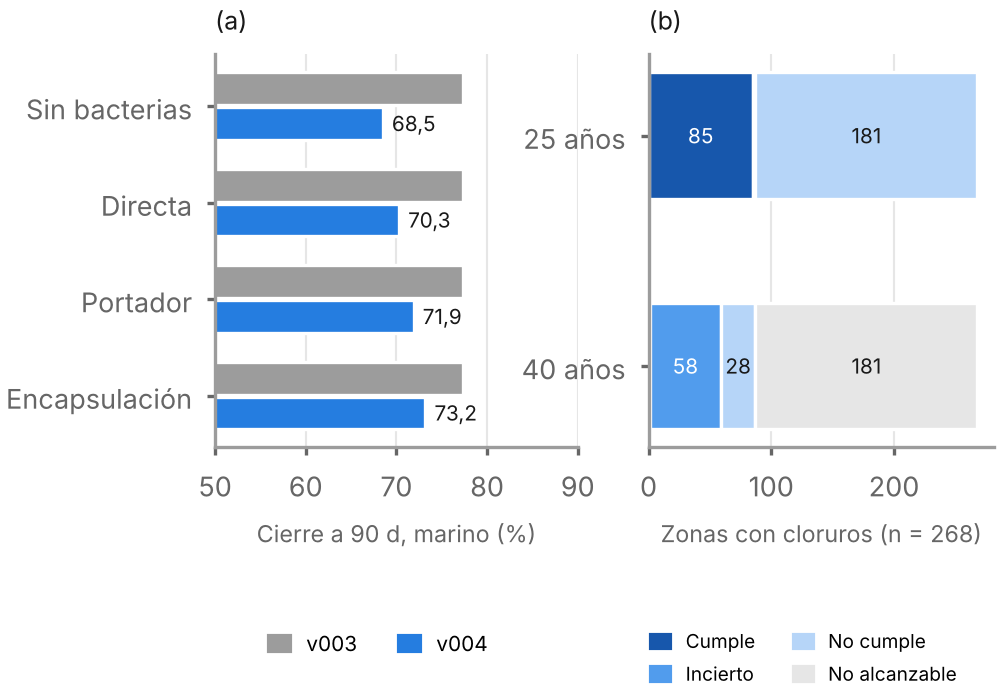 (a)
Sin bacterias
68,5
Directa
70,3
Portador
71,9
Encapsulación
73,2
50 60 70 80 90
Cierre a 90 d, marino (%)
v003 v004
(b)
25 años
85 181
40 años
58 28 181
0 100 200
Zonas con cloruros (n = 268)
Cumple No cumple
Incierto No alcanzable